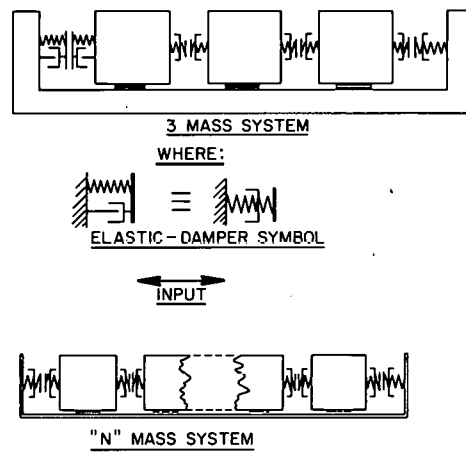 3 MASS SYSTEM
WHERE:
ELASTIC-DAMPER SYMBOL
INPUT
"N" MASS SYSTEM